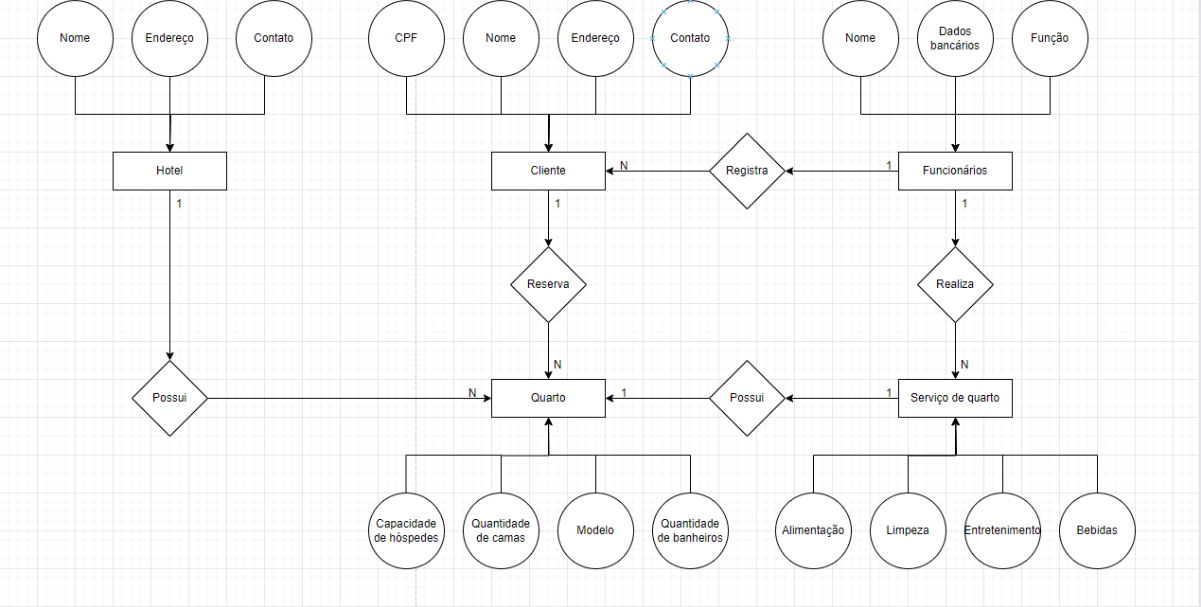 Nome
Endereço
Contato
CPF
Nome
Endereço
Contato
Nome
Dados
bancários
Função
Hotel
Cliente
N
Registra
1
Funcionários
1
1
1
Reserva
Realiza
N
N
Possui
N
Quarto
1
Possui
1
Serviço de quarto
Capacidade
de hóspedes
Quantidade
de camas
Modelo
Quantidade
de banheiros
Alimentação
Limpeza
Entretenimento
Bebidas